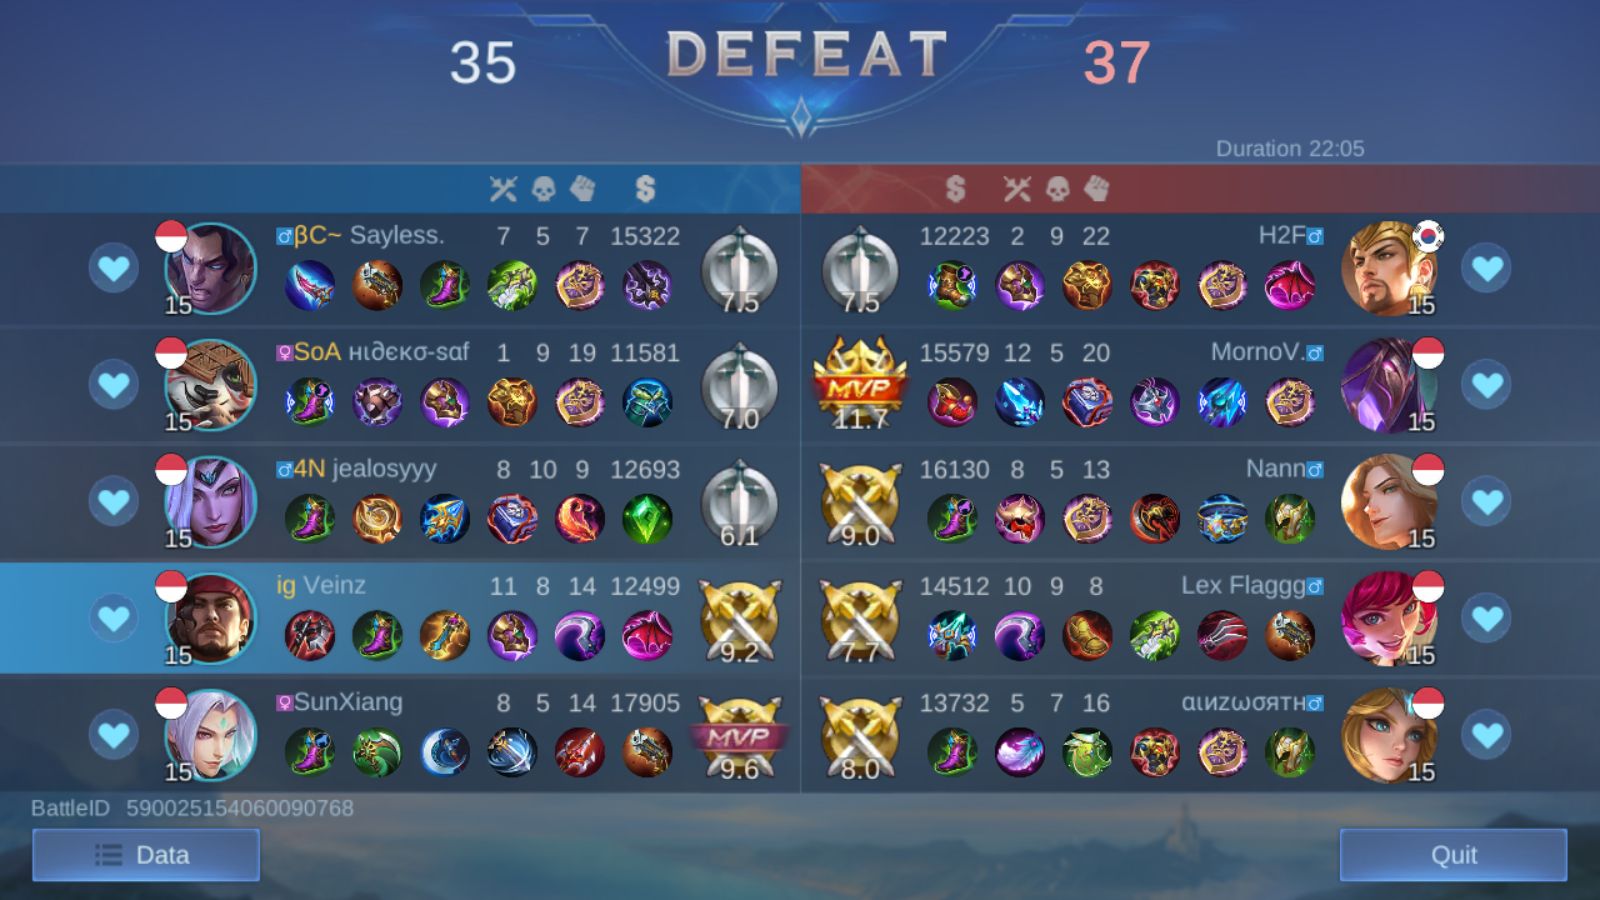 35 DEFEAT 37
Duration 22:05
βC~ Sayless. 7 5 7 15322
15 7.5
7.5 12223 2 9 22 H2F
15
SoA нι∂єкσ-ѕαf 1 9 19 11581
15 7.0
MVP 15579 12 5 20 MornoV.
11.7 15
4N jealosyyy 8 10 9 12693
15 6.1
16130 8 5 13 Nann
9.0 15
ig Veinz 11 8 14 12499
15 9.2
14512 10 9 8 Lex Flaggg
7.7 15
SunXiang 8 5 14 17905
15 MVP 9.6
13732 5 7 16 αιиzωσятн
8.0 15
BattleID 590025154060090768
Data Quit